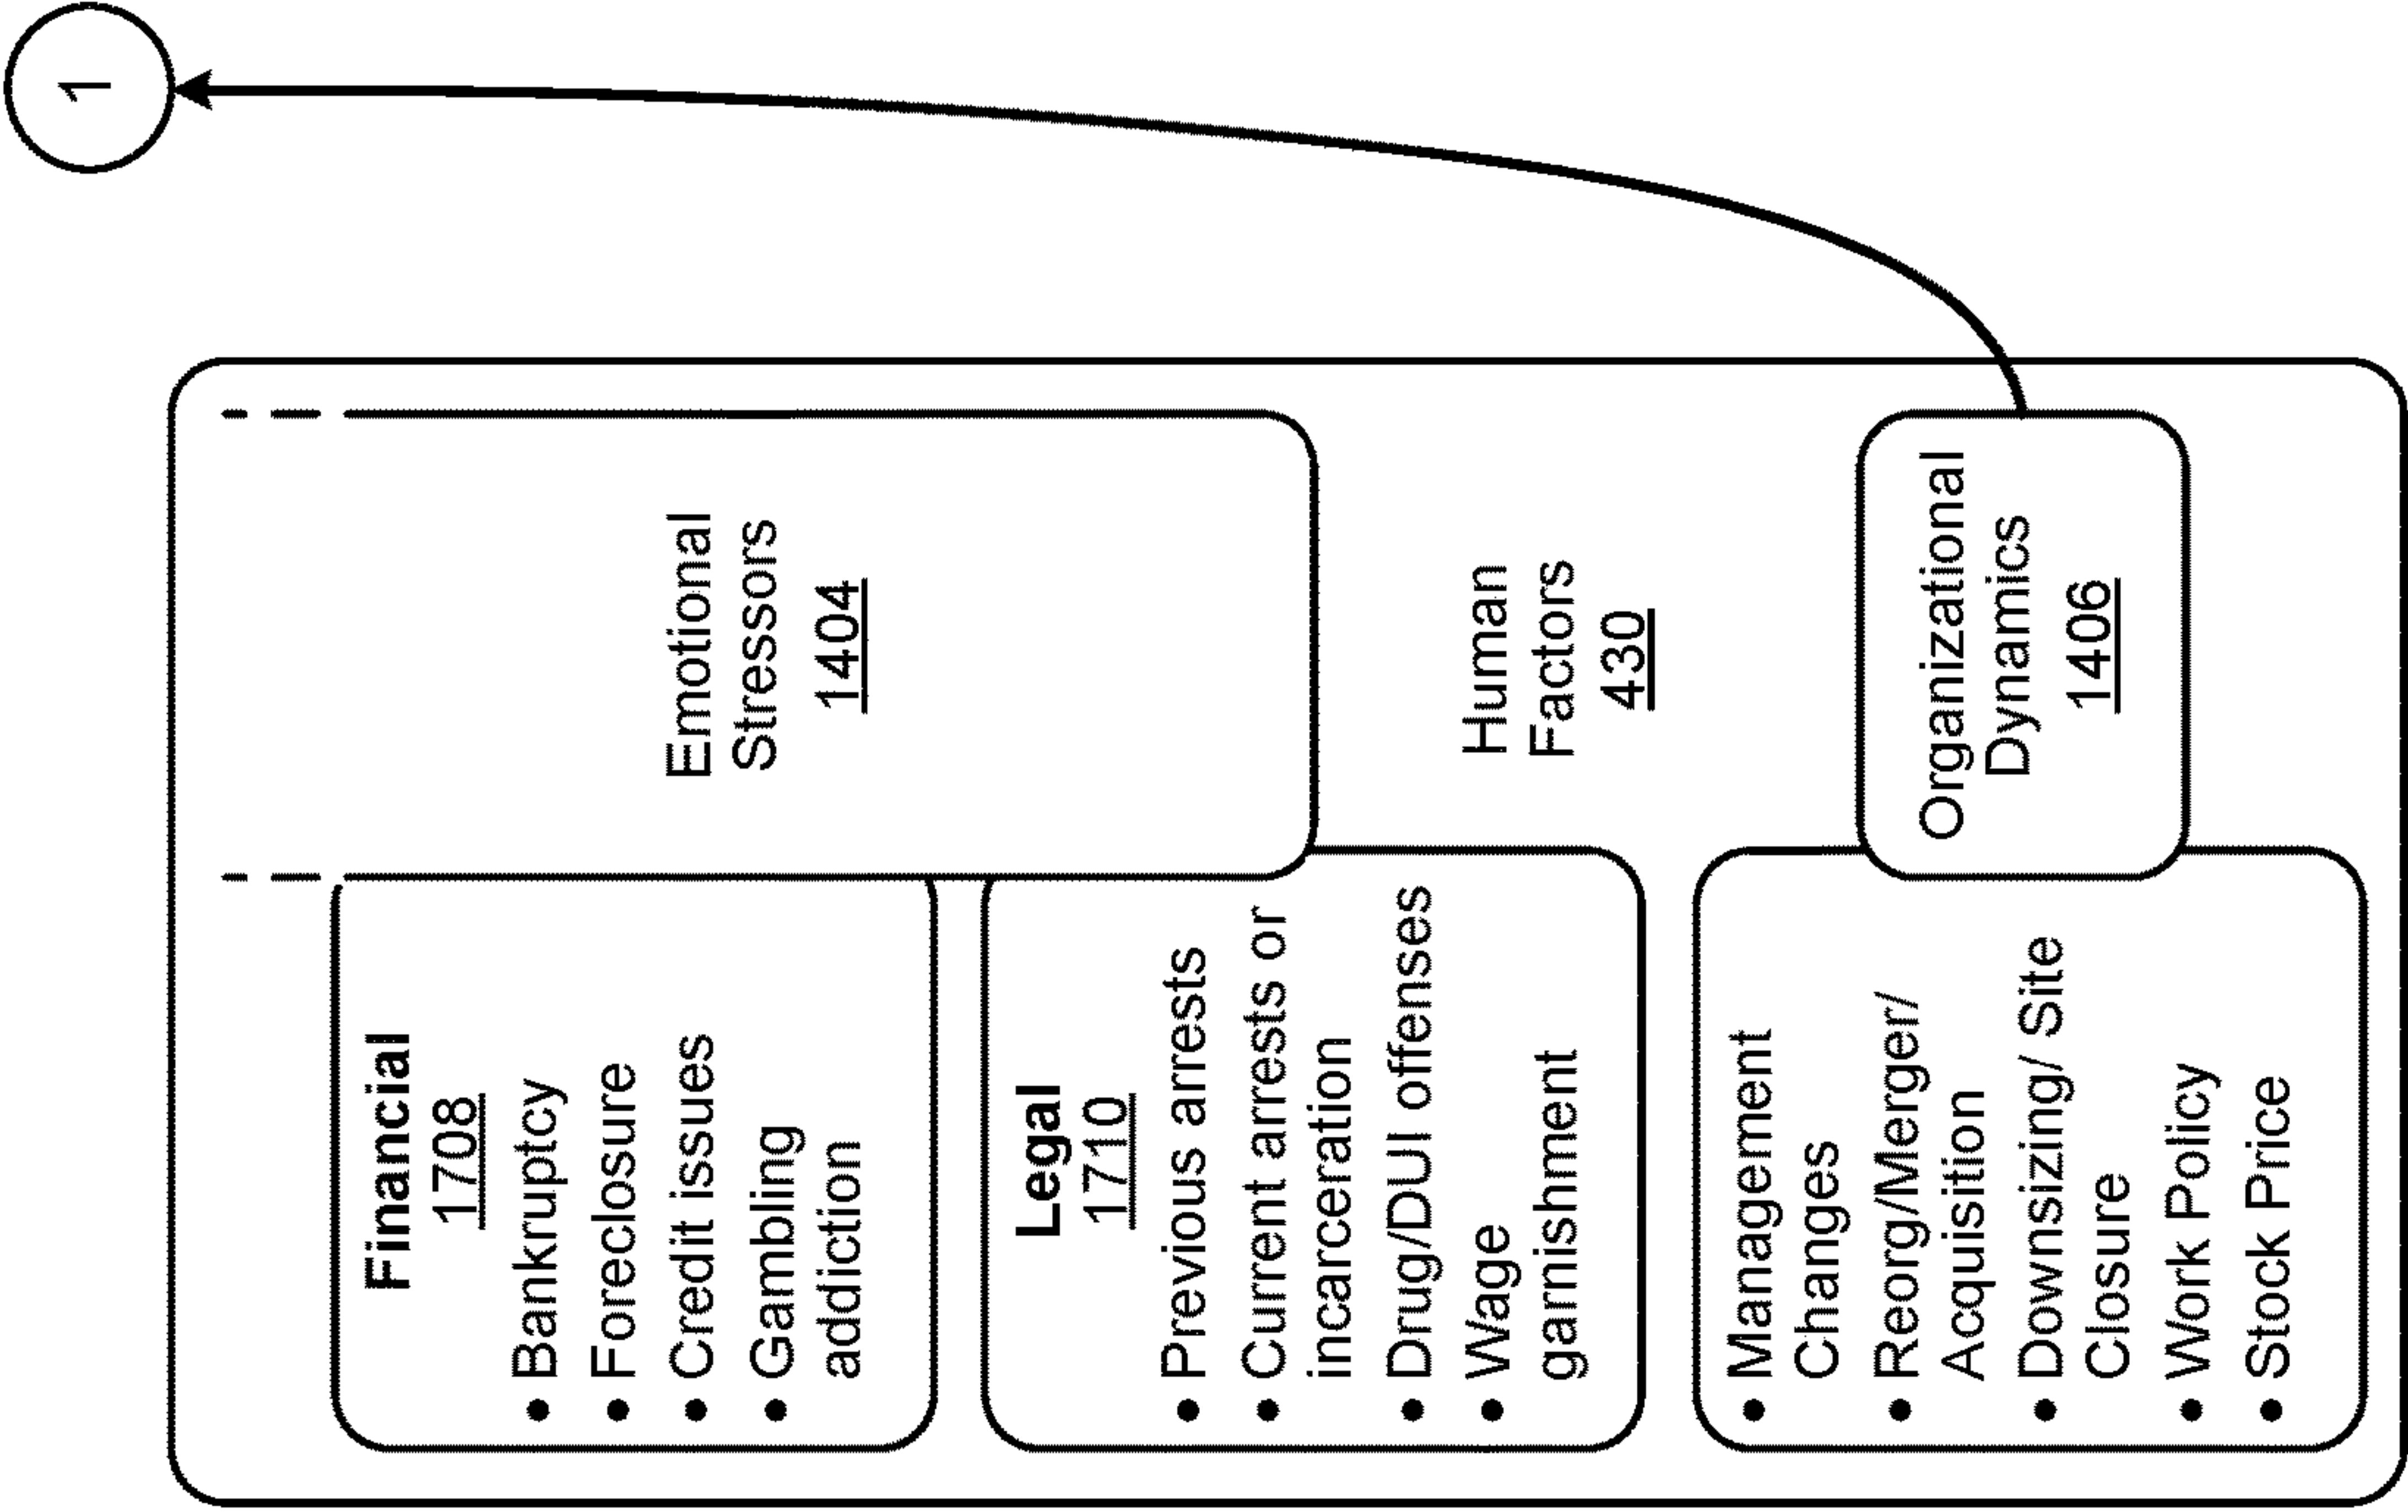 1
Financial
1708
• Bankruptcy
• Foreclosure
• Credit issues
• Gambling
addiction
Emotional
Stressors
1404
Legal
1710
• Previous arrests
• Current arrests or
incarceration
• Drug/DUI offenses
• Wage
garnishment
Human
Factors
430
• Management
Changes
• Reorg/Merger/
Acquisition
• Downsizing/ Site
Closure
• Work Policy
• Stock Price
Organizational
Dynamics
1406